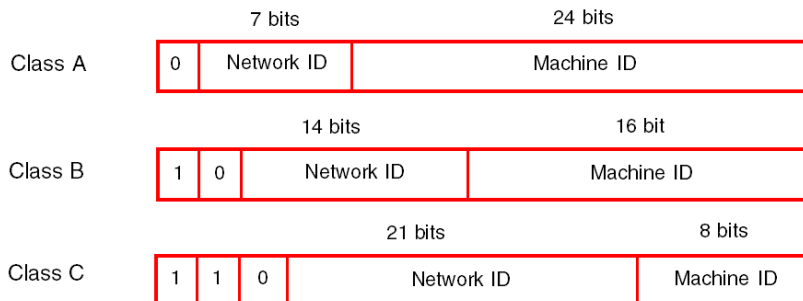 7 bits 24 bits
Class A 0 Network ID Machine ID
14 bits 16 bit
Class B 1 0 Network ID Machine ID
21 bits 8 bits
Class C 1 1 0 Network ID Machine ID